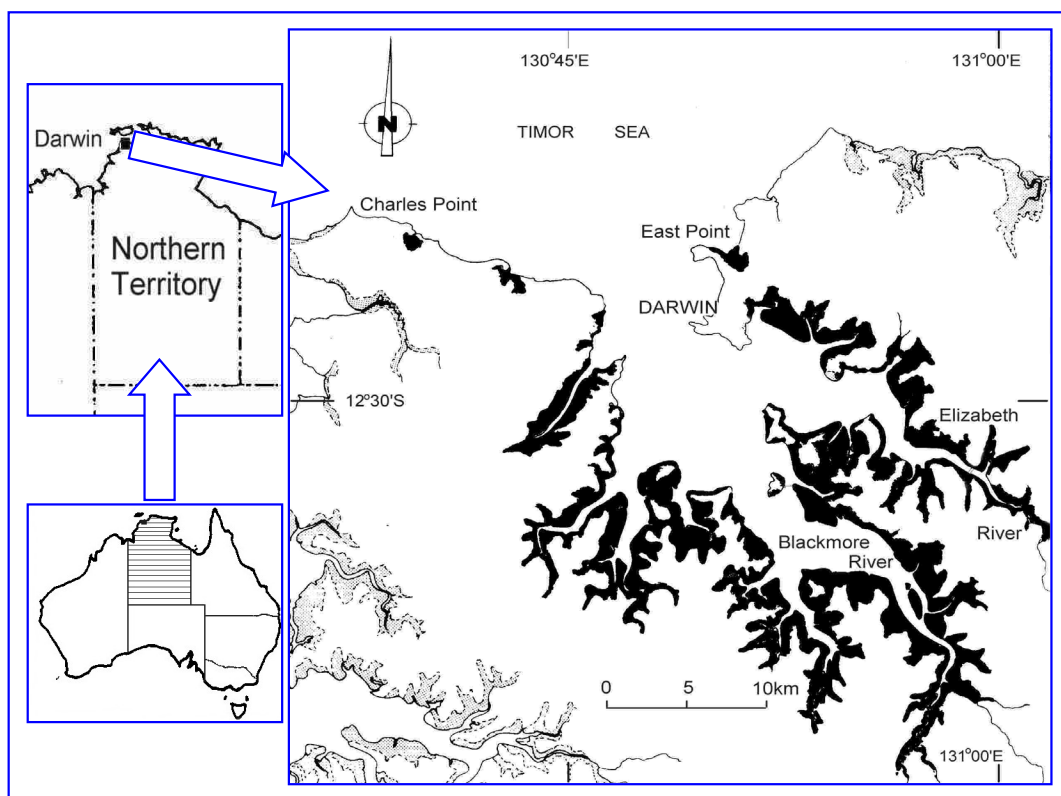 Darwin
Northern
Territory
130°45'E
131°00'E
N
TIMOR SEA
Charles Point
East Point
DARWIN
12°30'S
Elizabeth
River
Blackmore
River
0 5 10km
131°00'E